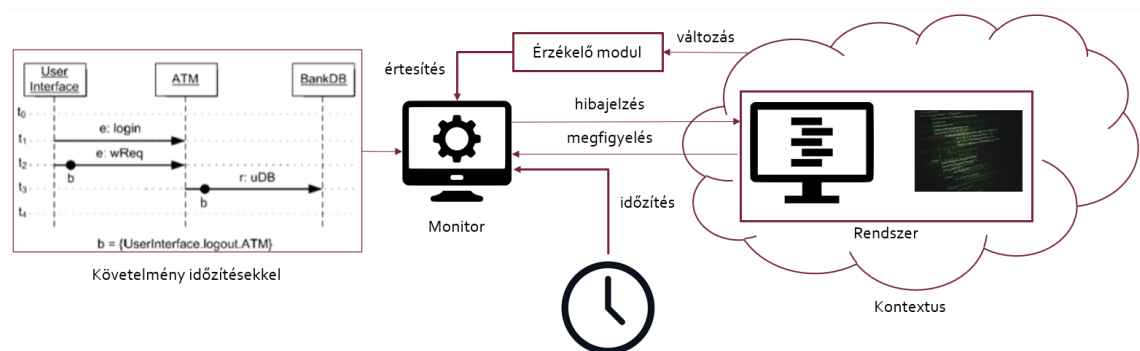 User
Interface
ATM
BankDB
t0
e: login
t1
e: wReq
t2
b
r: uDB
t3
b
t4
b = {UserInterface.logout.ATM}
Követelmény időzítésekkel
értesítés
Érzékelő modul
változás
hibajelzés
megfigyelés
időzítés
Monitor
Rendszer
Kontextus